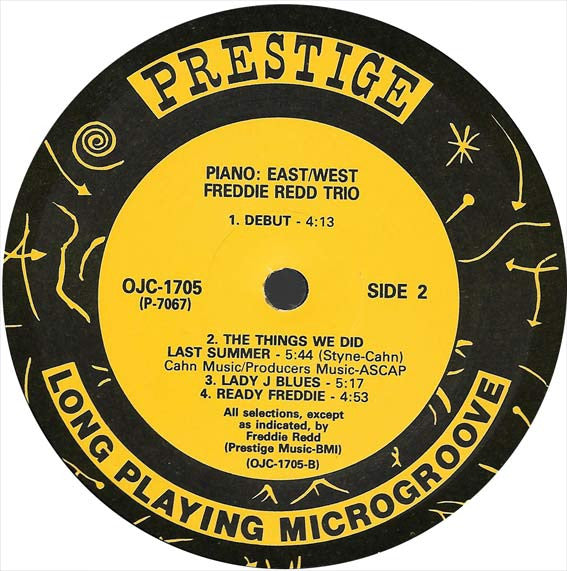 PRESTIGE
PIANO: EAST/WEST
FREDDIE REDD TRIO
1. DEBUT - 4:13
OJC-1705
(P-7067)
SIDE 2
2. THE THINGS WE DID
LAST SUMMER - 5:44 (Styne-Cahn)
Cahn Music/Producers Music-ASCAP
3. LADY J BLUES - 5:17
4. READY FREDDIE - 4:53
All selections, except
as indicated, by
Freddie Redd
(Prestige Music-BMI)
(OJC-1705-B)
LONG PLAYING MICROGROOVE